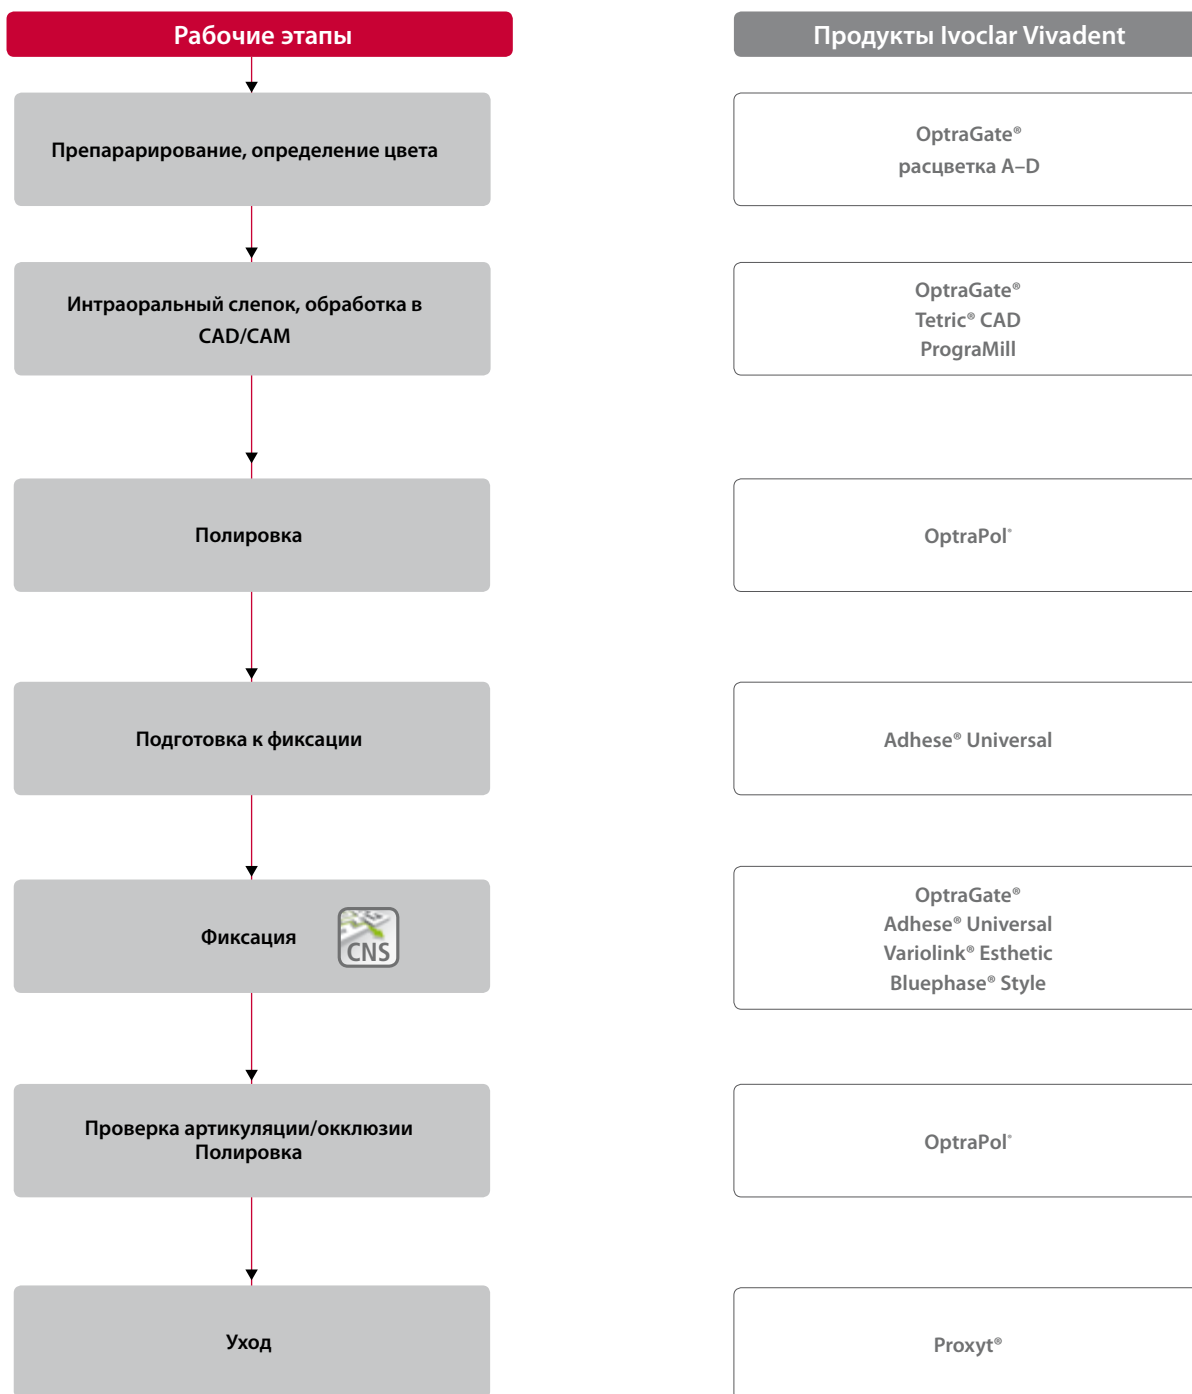 Рабочие этапы
Продукты Ivoclar Vivadent
Препарарирование, определение цвета
OptraGate®
расцветка A–D
Интраоральный слепок, обработка в
CAD/CAM
OptraGate®
Tetric® CAD
PrograMill
Полировка
OptraPol®
Подготовка к фиксации
Adhese® Universal
Фиксация
CNS
OptraGate®
Adhese® Universal
Variolink® Esthetic
Bluephase® Style
Проверка артикуляции/окклюзии
Полировка
OptraPol®
Уход
Proxyt®